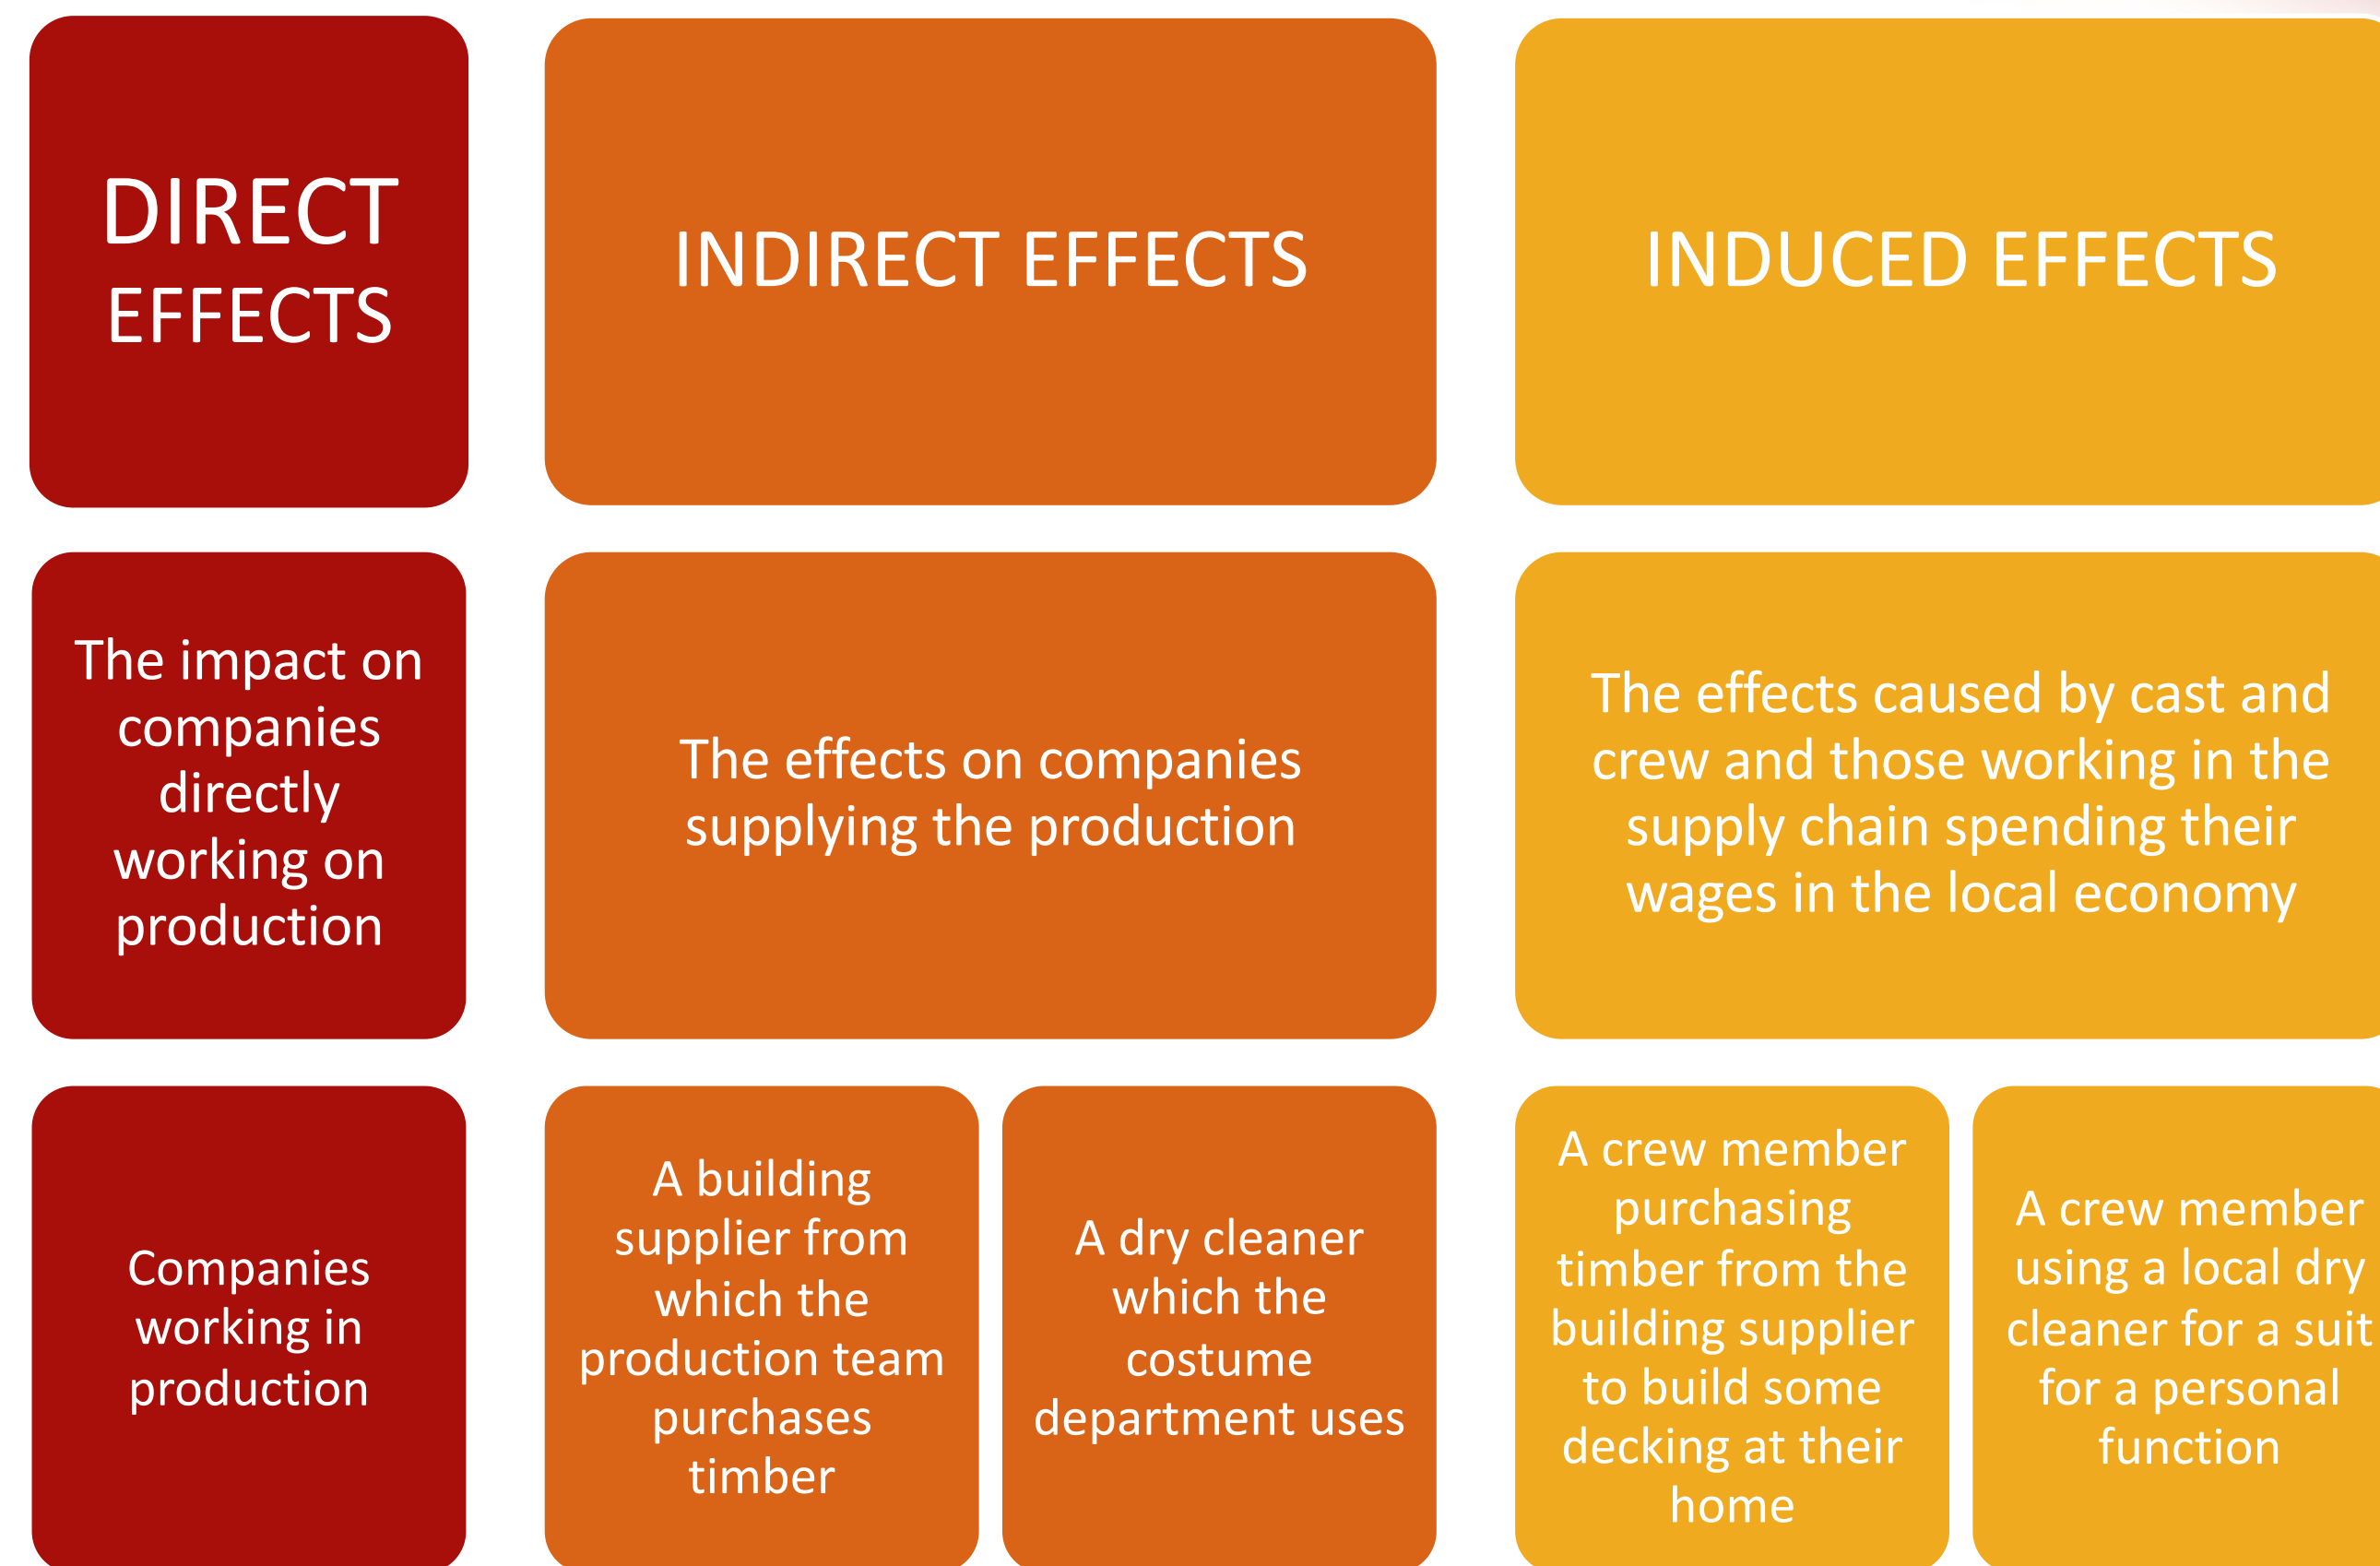 DIRECT
EFFECTS
INDIRECT EFFECTS
INDUCED EFFECTS
The impact on
companies
directly
working on
production
The effects on companies
supplying the production
The effects caused by cast and
crew and those working in the
supply chain spending their
wages in the local economy
Companies
working in
production
A building
supplier from
which the
production team
purchases
timber
A dry cleaner
which the
costume
department uses
A crew member
purchasing
timber from the
building supplier
to build some
decking at their
home
A crew member
using a local dry
cleaner for a suit
for a personal
function